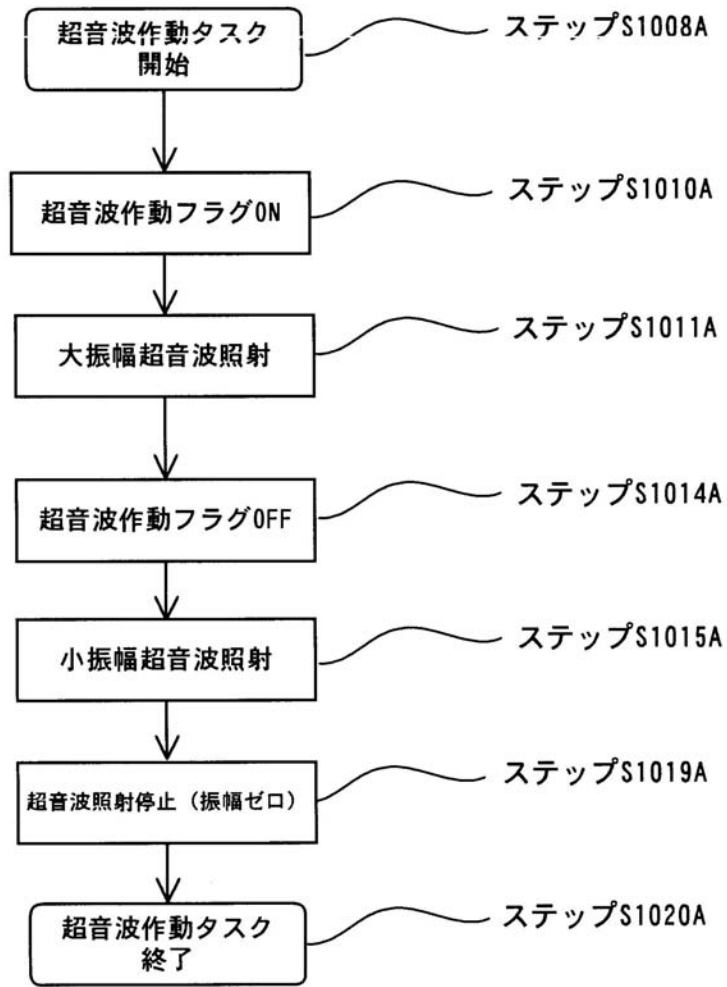 超音波作動タスク
開始
ステップS1008A
超音波作動フラグON
ステップS1010A
大振幅超音波照射
ステップS1011A
超音波作動フラグOFF
ステップS1014A
小振幅超音波照射
ステップS1015A
超音波照射停止（振幅ゼロ）
ステップS1019A
超音波作動タスク
終了
ステップS1020A